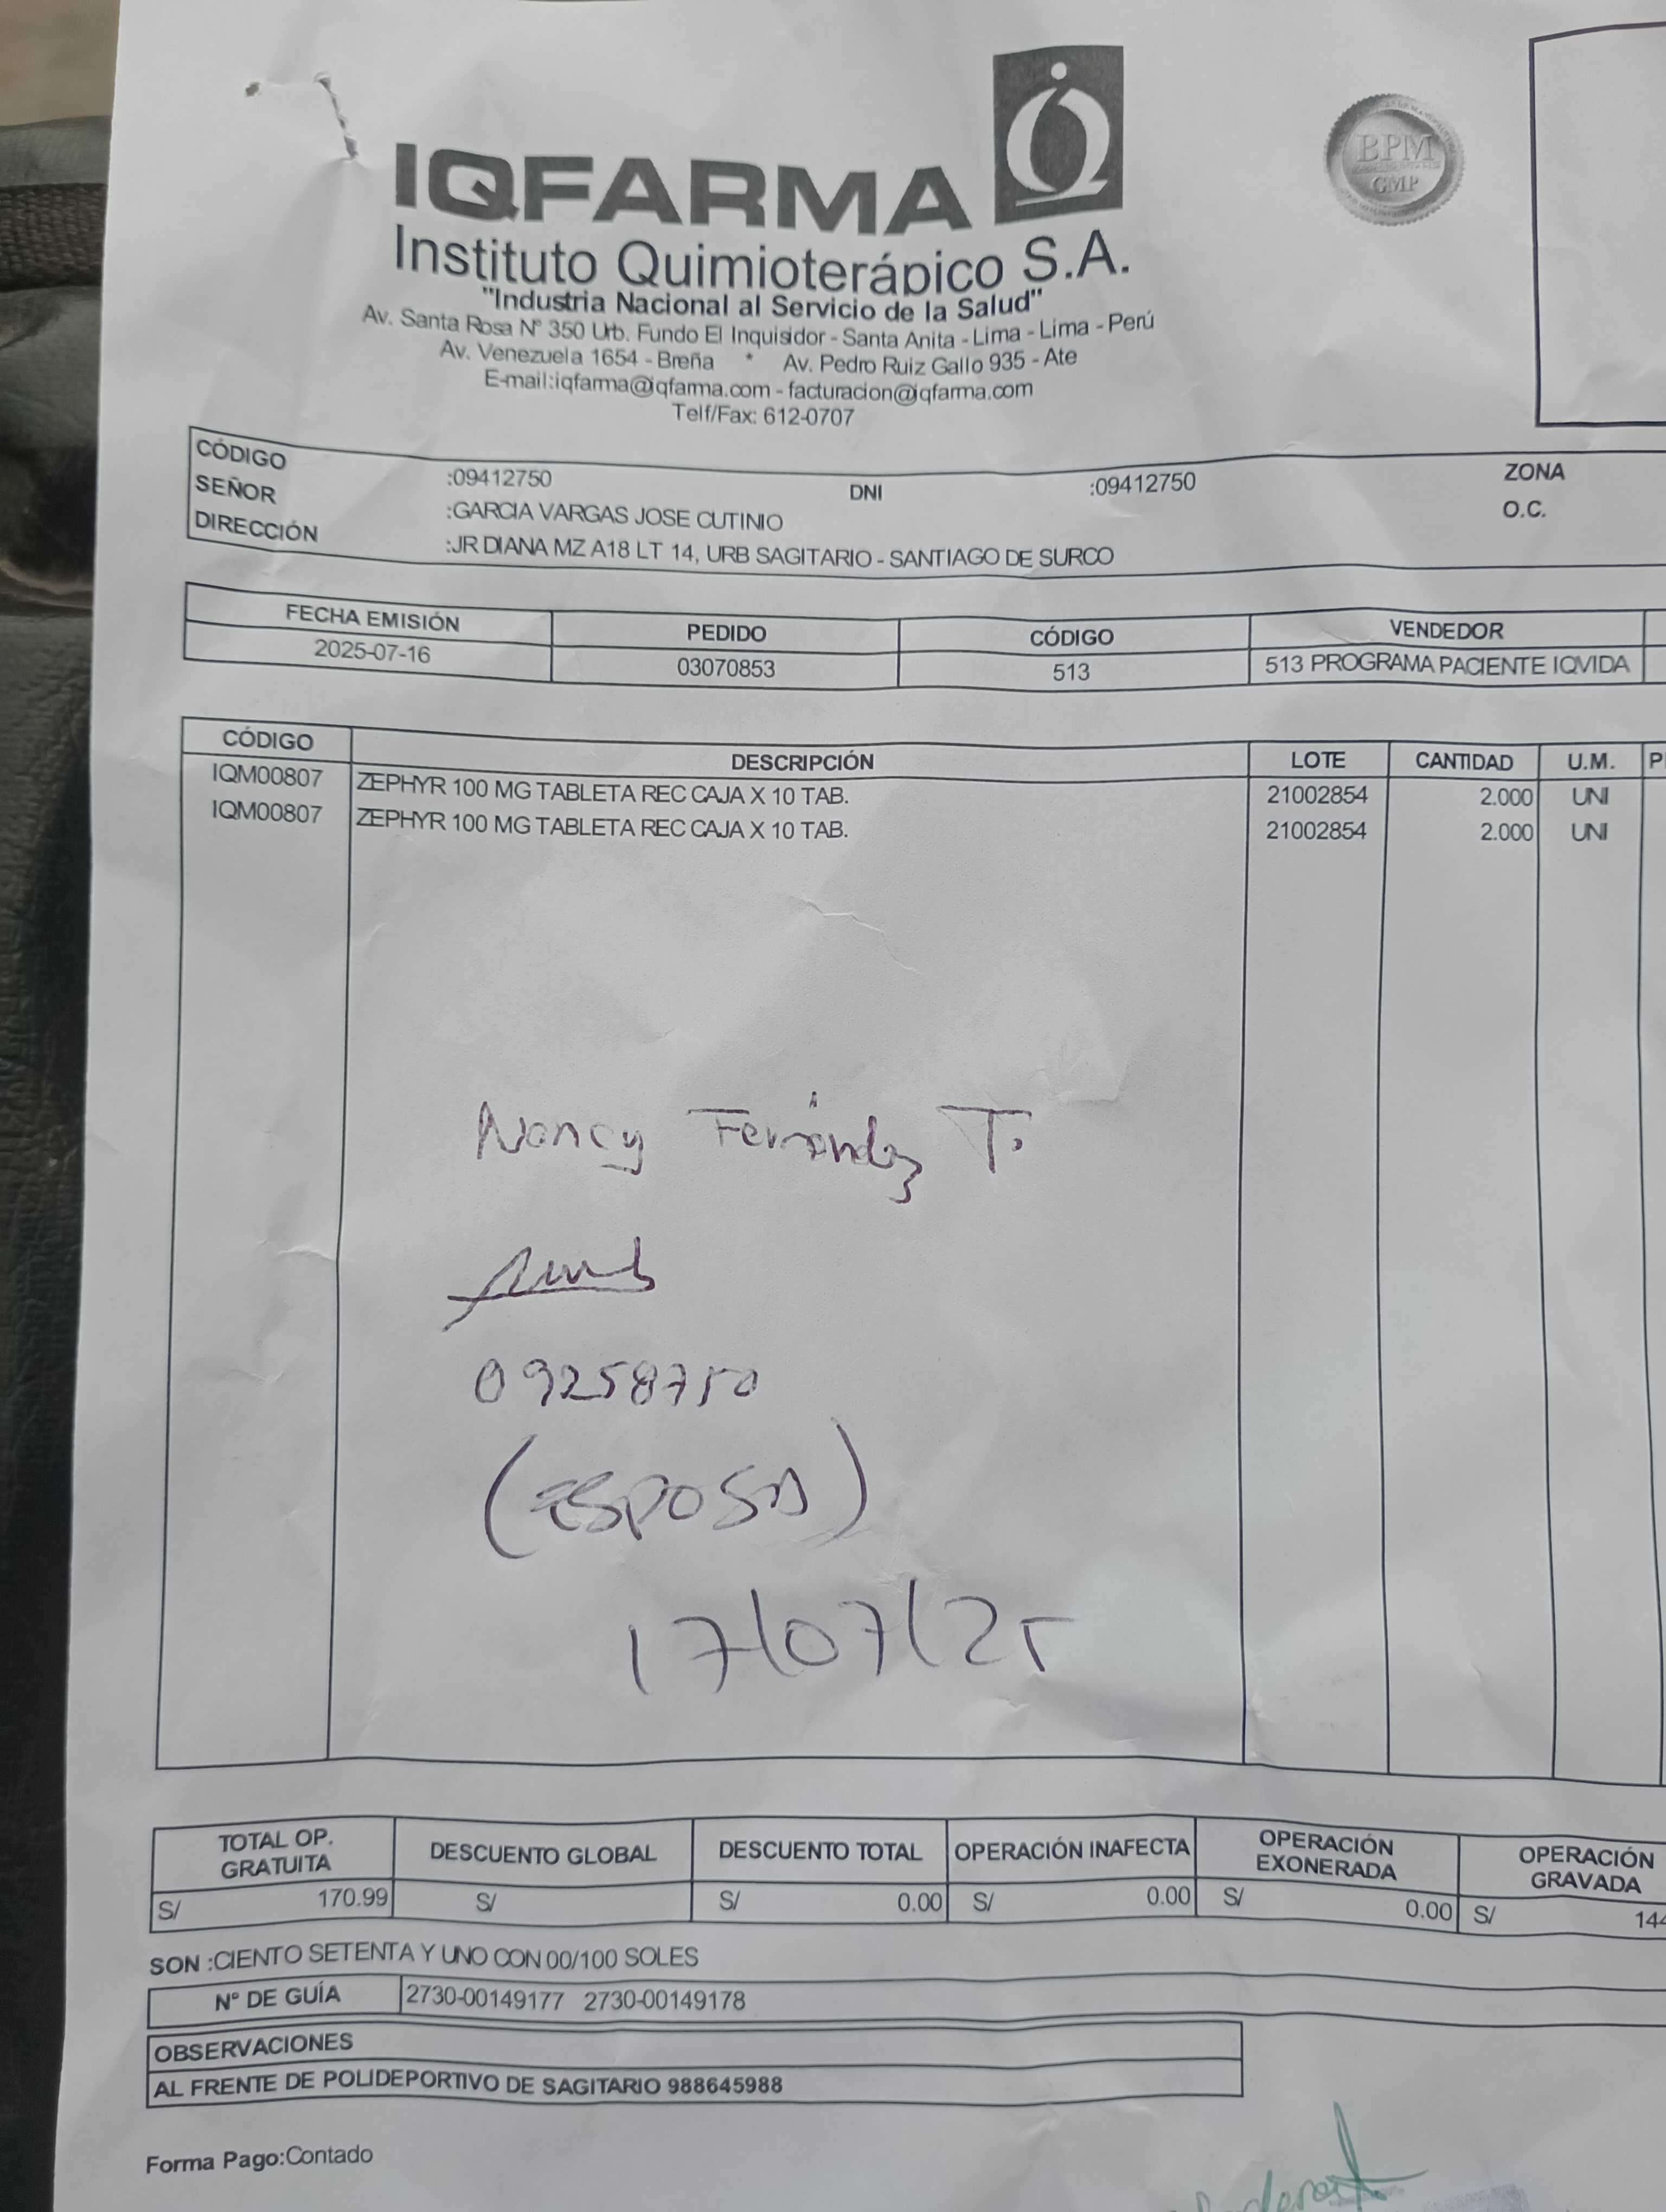 IQFARMA
Instituto Quimioterápico S.A.
"Industria Nacional al Servicio de la Salud"
Av. Santa Rosa N° 350 Urb. Fundo El Inquisidor - Santa Anita - Lima - Lima - Perú
Av. Venezuela 1654 - Breña * Av. Pedro Ruiz Gallo 935 - Ate
E-mail:iqfarma@iqfarma.com - facturacion@iqfarma.com
Telf/Fax: 612-0707
BPM
GMP
CÓDIGO :09412750 DNI :09412750 ZONA
SEÑOR :GARCIA VARGAS JOSE CUTINIO O.C.
DIRECCIÓN :JR DIANA MZ A18 LT 14, URB SAGITARIO - SANTIAGO DE SURCO
FECHA EMISIÓN PEDIDO CÓDIGO VENDEDOR
2025-07-16 03070853 513 513 PROGRAMA PACIENTE IQVIDA
CÓDIGO DESCRIPCIÓN LOTE CANTIDAD U.M. P
IQM00807 ZEPHYR 100 MG TABLETA REC CAJA X 10 TAB. 21002854 2.000 UNI
IQM00807 ZEPHYR 100 MG TABLETA REC CAJA X 10 TAB. 21002854 2.000 UNI
Nancy Fernández T.
09258750
(ESPOSA)
17/07/25
TOTAL OP. GRATUITA DESCUENTO GLOBAL DESCUENTO TOTAL OPERACIÓN INAFECTA OPERACIÓN EXONERADA OPERACIÓN GRAVADA
S/ 170.99 S/ S/ 0.00 S/ 0.00 S/ 0.00 S/ 144
SON :CIENTO SETENTA Y UNO CON 00/100 SOLES
N° DE GUÍA 2730-00149177 2730-00149178
OBSERVACIONES
AL FRENTE DE POLIDEPORTIVO DE SAGITARIO 988645988
Forma Pago:Contado